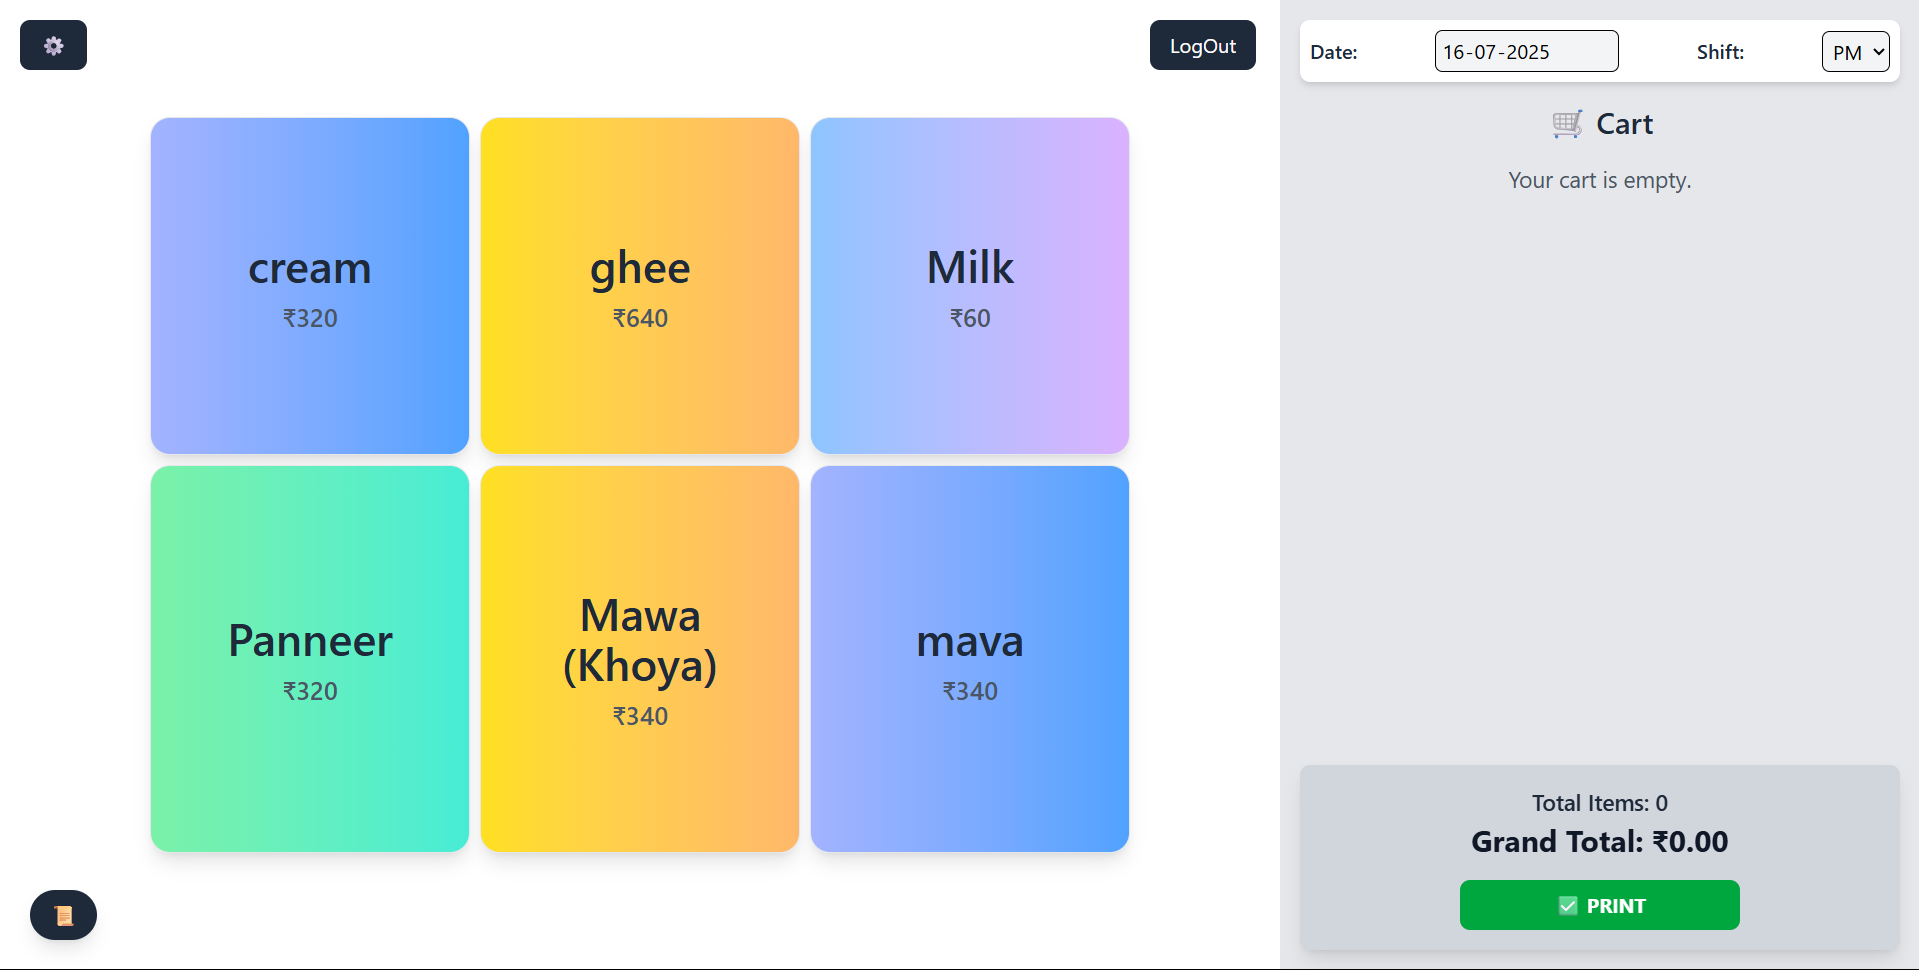 LogOut
cream
₹320
ghee
₹640
Milk
₹60
Panneer
₹320
Mawa
(Khoya)
₹340
mava
₹340
Date:
16-07-2025
Shift:
PM
Cart
Your cart is empty.
Total Items: 0
Grand Total: ₹0.00
PRINT